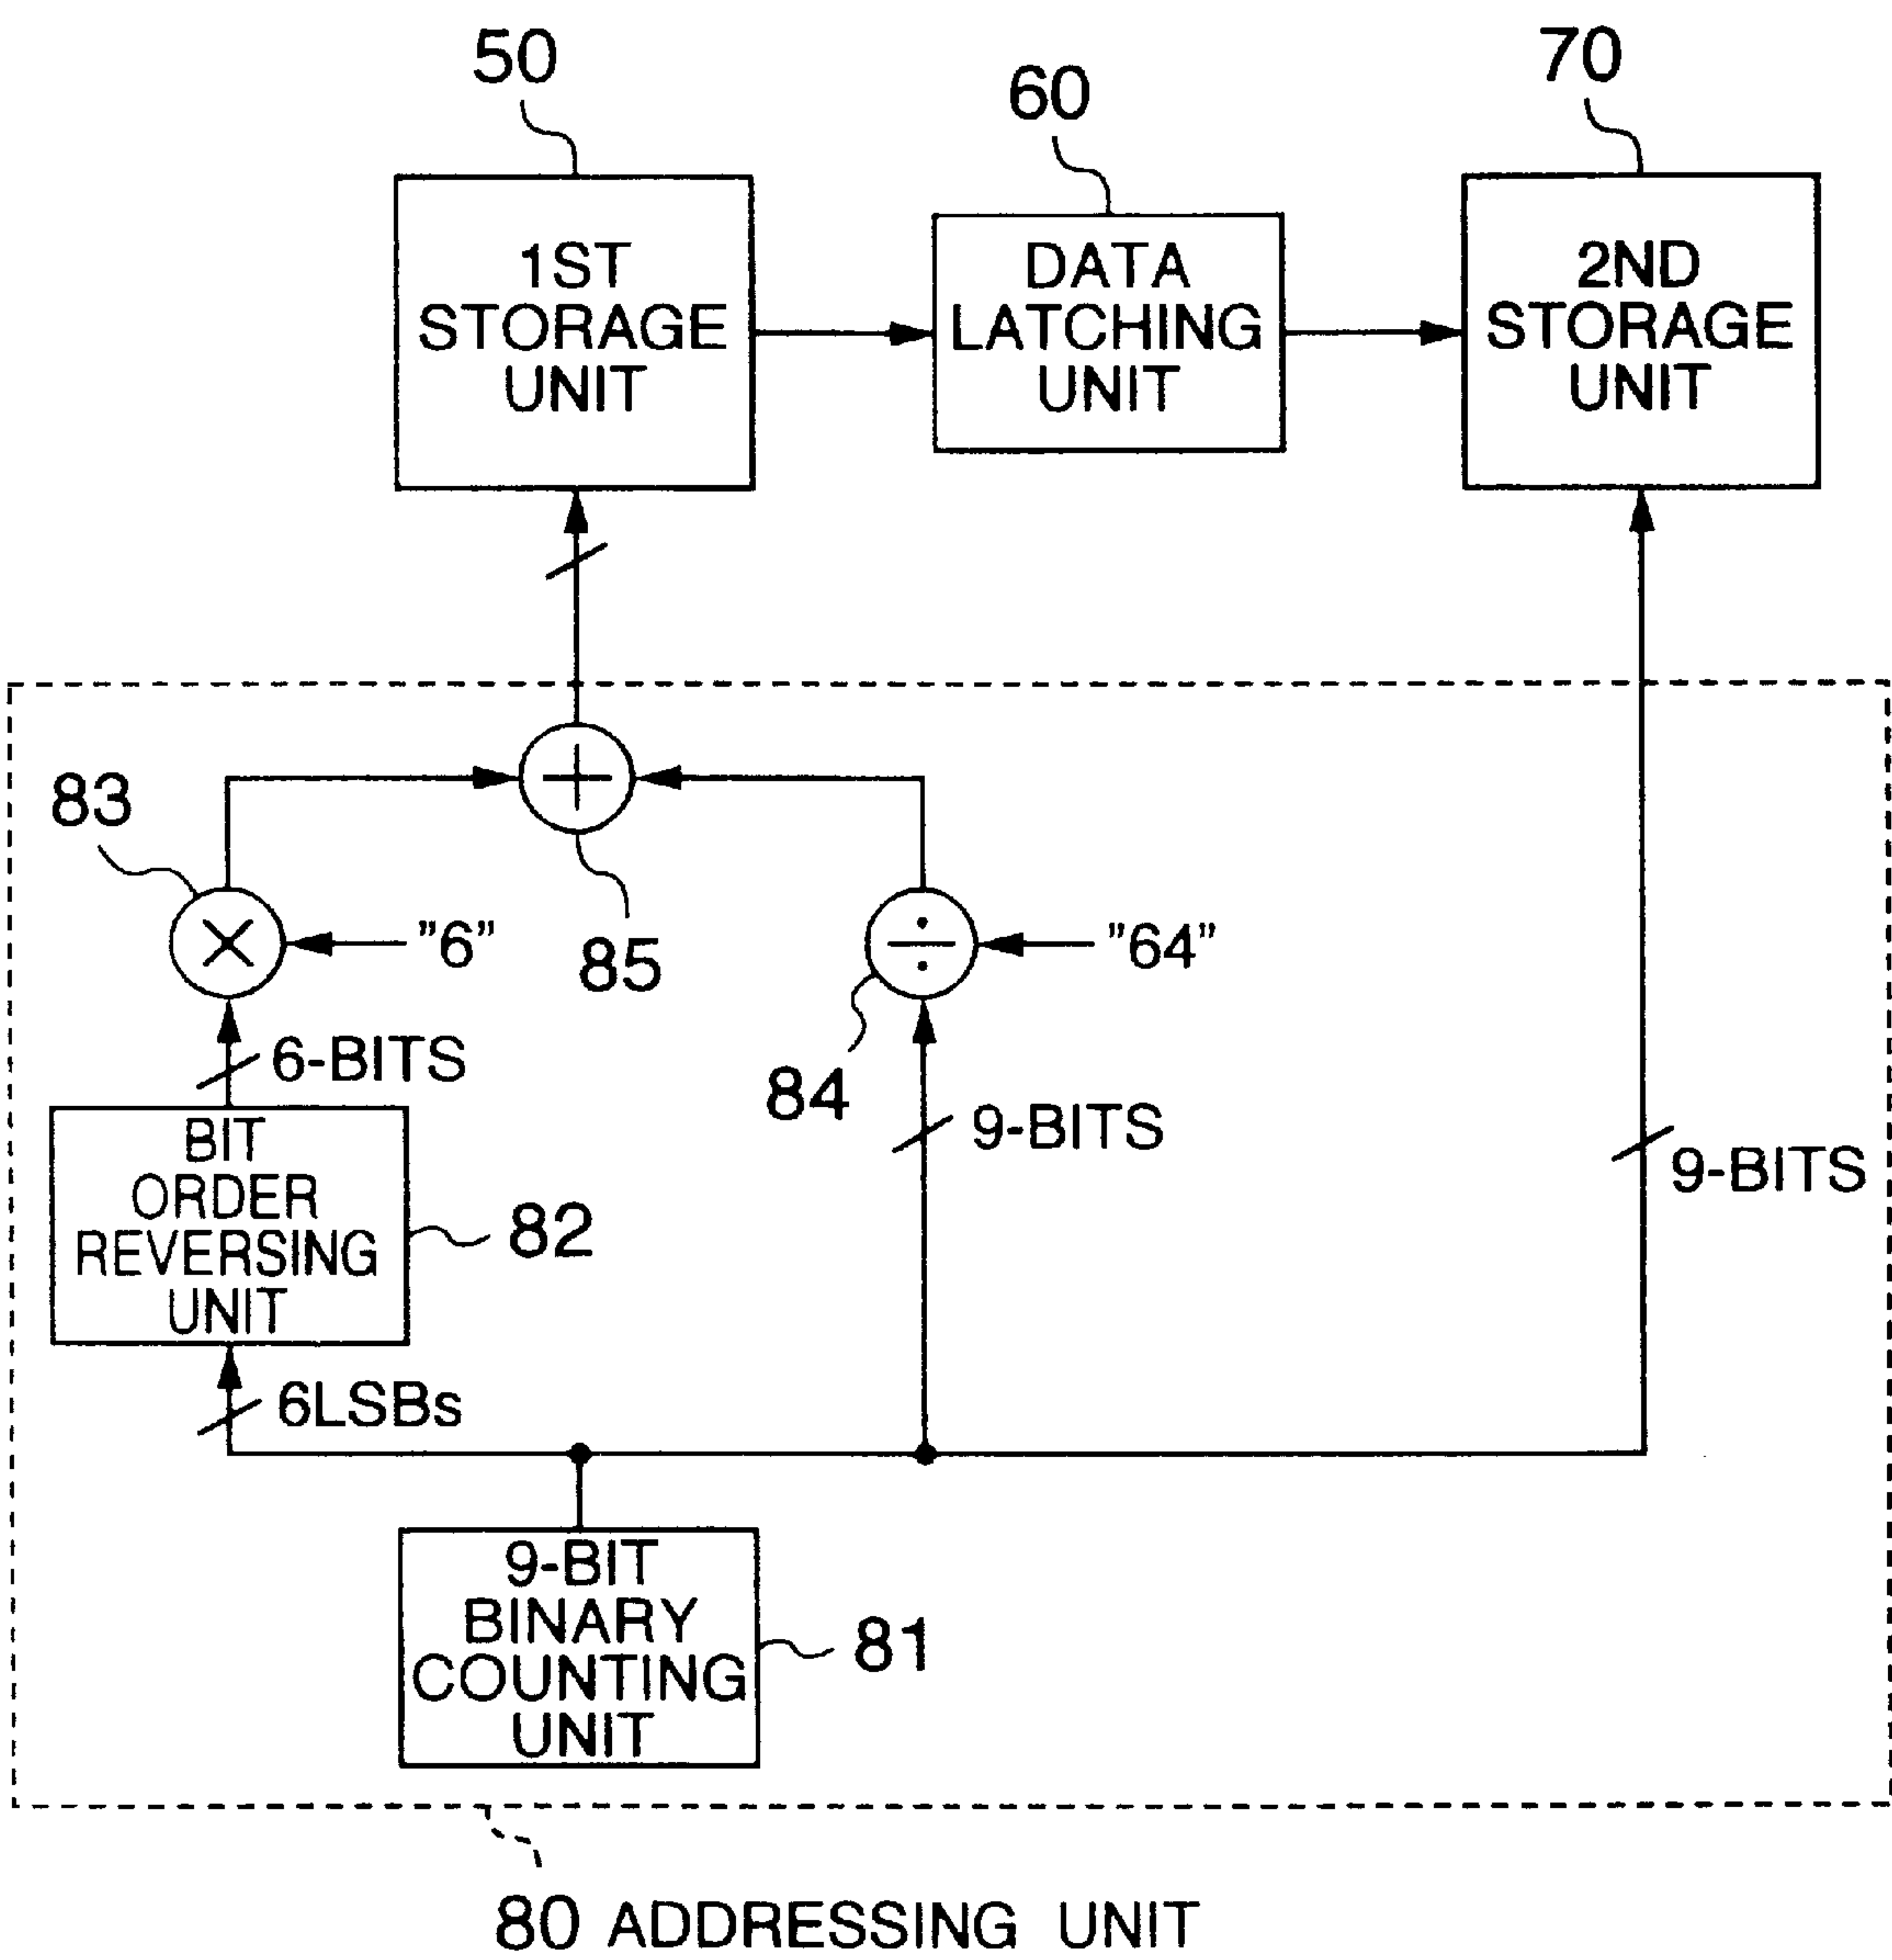 50
60
70
1ST
STORAGE
UNIT
DATA
LATCHING
UNIT
2ND
STORAGE
UNIT
83
"6"
85
"64"
84
6-BITS
9-BITS
9-BITS
BIT
ORDER
REVERSING
UNIT
82
6LSBs
9-BIT
BINARY
COUNTING
UNIT
81
80 ADDRESSING UNIT